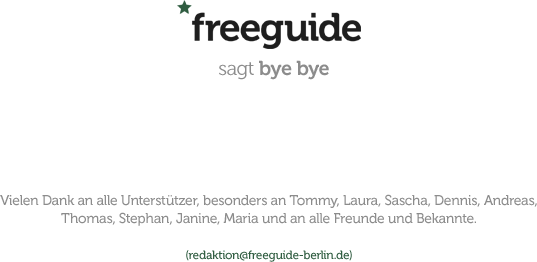 freeguide
sagt bye bye
Vielen Dank an alle Unterstützer, besonders an Tommy, Laura, Sascha, Dennis, Andreas,
Thomas, Stephan, Janine, Maria und an alle Freunde und Bekannte.
(redaktion@freeguide-berlin.de)